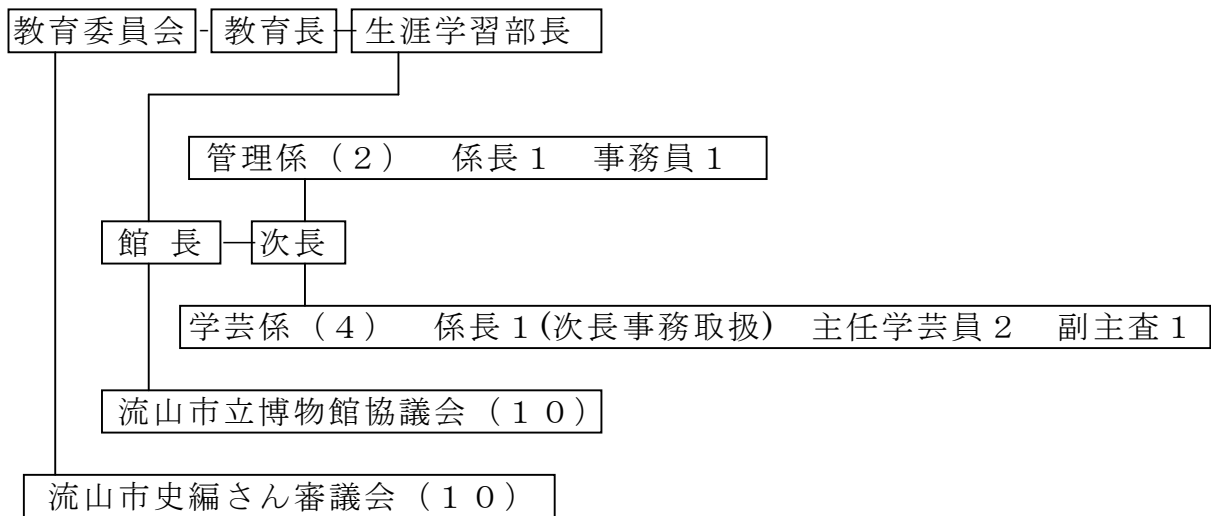 教育委員会 教育長 生涯学習部長
管理係（２）　係長１　事務員１
館 長 次長
学芸係（４）　係長１(次長事務取扱)　主任学芸員２　副主査１
流山市立博物館協議会（１０）
流山市史編さん審議会（１０）